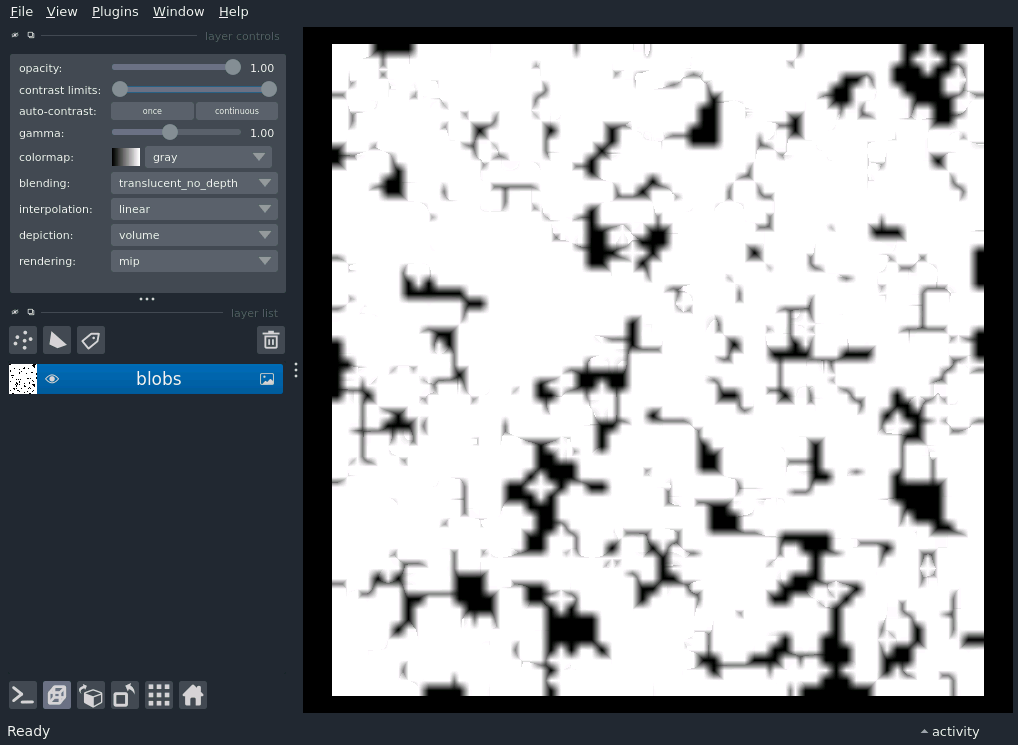 File View Plugins Window Help
layer controls
opacity: 1.00
contrast limits:
auto-contrast: once continuous
gamma: 1.00
colormap: gray
blending: translucent_no_depth
interpolation: linear
depiction: volume
rendering: mip
layer list
blobs
Ready activity